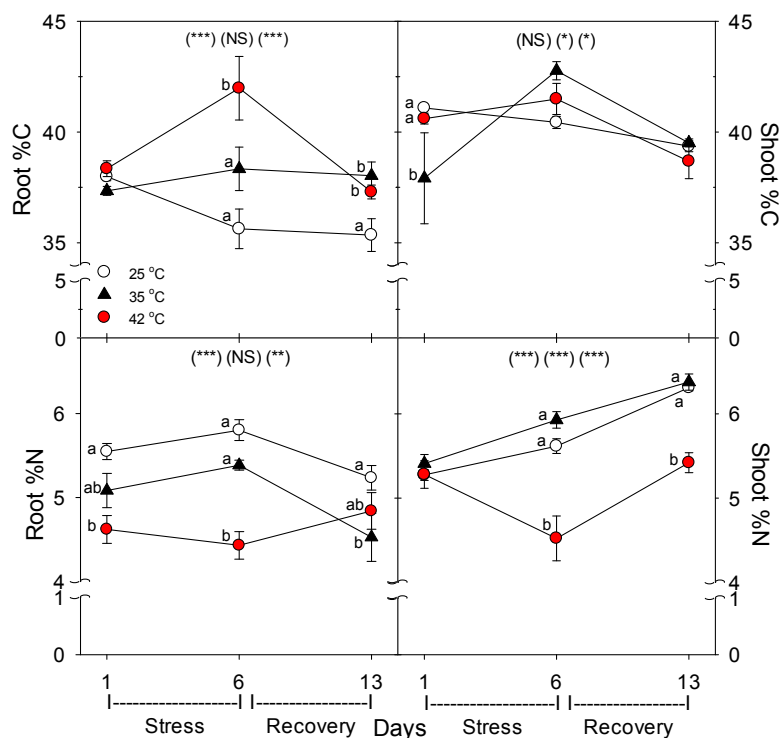 45
(***) (NS) (***)
(NS) (*) (*)
45
40
40
35
35
5
5
0
0
Root %C
Shoot %C
b
a
a
b
b
a
a
a
b
25 °C
35 °C
42 °C
(***) (NS) (**)
(***) (***) (***)
6
6
5
5
4
4
1
1
0
0
Root %N
Shoot %N
a
ab
b
a
a
b
a
ab
b
a
a
b
a
a
b
1 6 13
1 6 13
Stress Recovery Days Stress Recovery